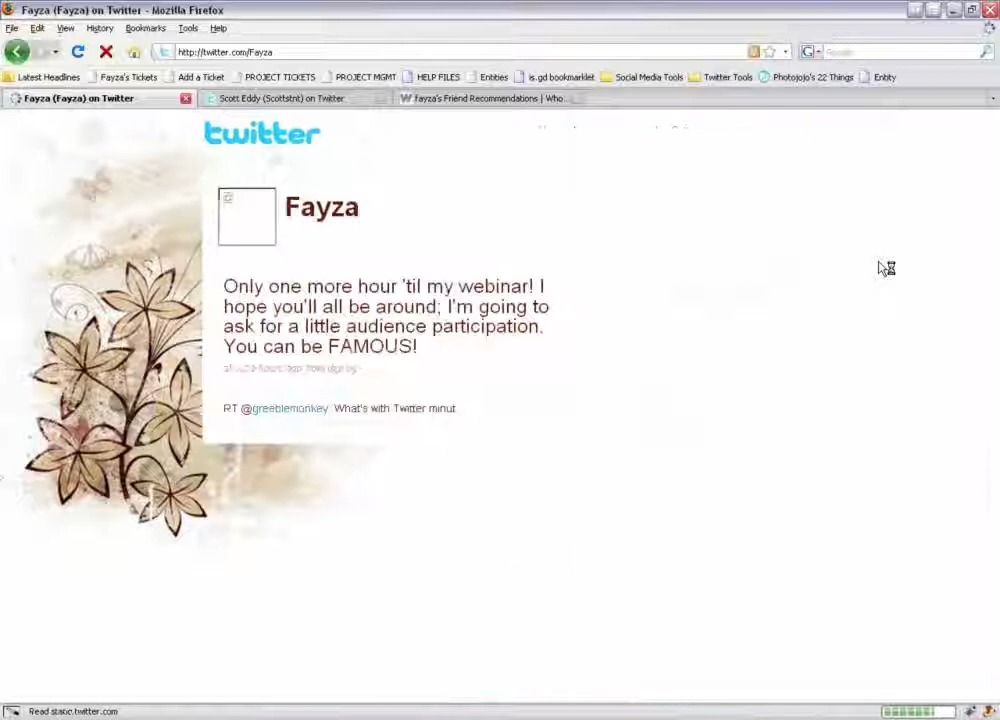 Fayza (Fayza) on Twitter - Mozilla Firefox
File Edit View History Bookmarks Tools Help
http://twitter.com/Fayza
G Google
Latest Headlines Fayza's Tickets Add a Ticket PROJECT TICKETS PROJECT MGMT HELP FILES Entities is.gd bookmarklet Social Media Tools Twitter Tools Photojojo's 22 Things Entity
Fayza (Fayza) on Twitter Scott Eddy (Scottstnt) on Twitter fayza's Friend Recommendations | Who...
twitter
Fayza
Only one more hour 'til my webinar! I
hope you'll all be around; I'm going to
ask for a little audience participation.
You can be FAMOUS!
hours ago from
RT @greeblemonkey What's with Twitter minut
Read static.twitter.com